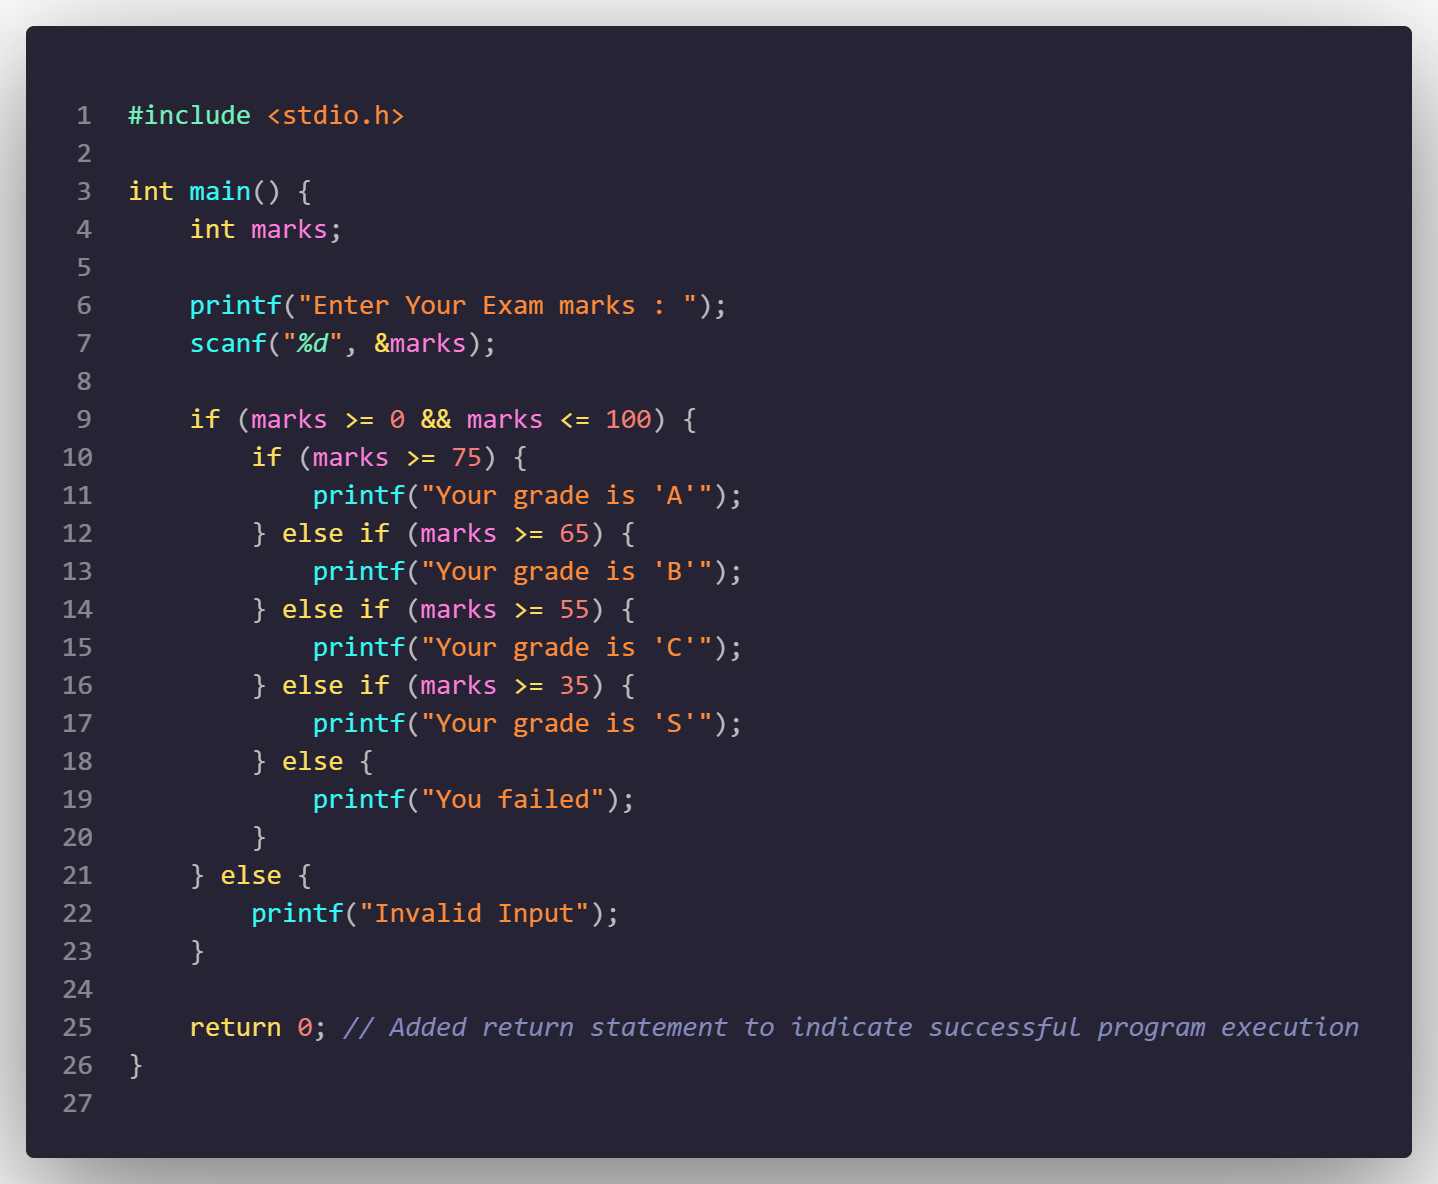 1 #include <stdio.h>
2
3 int main() {
4     int marks;
5
6     printf("Enter Your Exam marks : ");
7     scanf("%d", &marks);
8
9     if (marks >= 0 && marks <= 100) {
10         if (marks >= 75) {
11             printf("Your grade is 'A'");
12         } else if (marks >= 65) {
13             printf("Your grade is 'B'");
14         } else if (marks >= 55) {
15             printf("Your grade is 'C'");
16         } else if (marks >= 35) {
17             printf("Your grade is 'S'");
18         } else {
19             printf("You failed");
20         }
21     } else {
22         printf("Invalid Input");
23     }
24
25     return 0; // Added return statement to indicate successful program execution
26 }
27